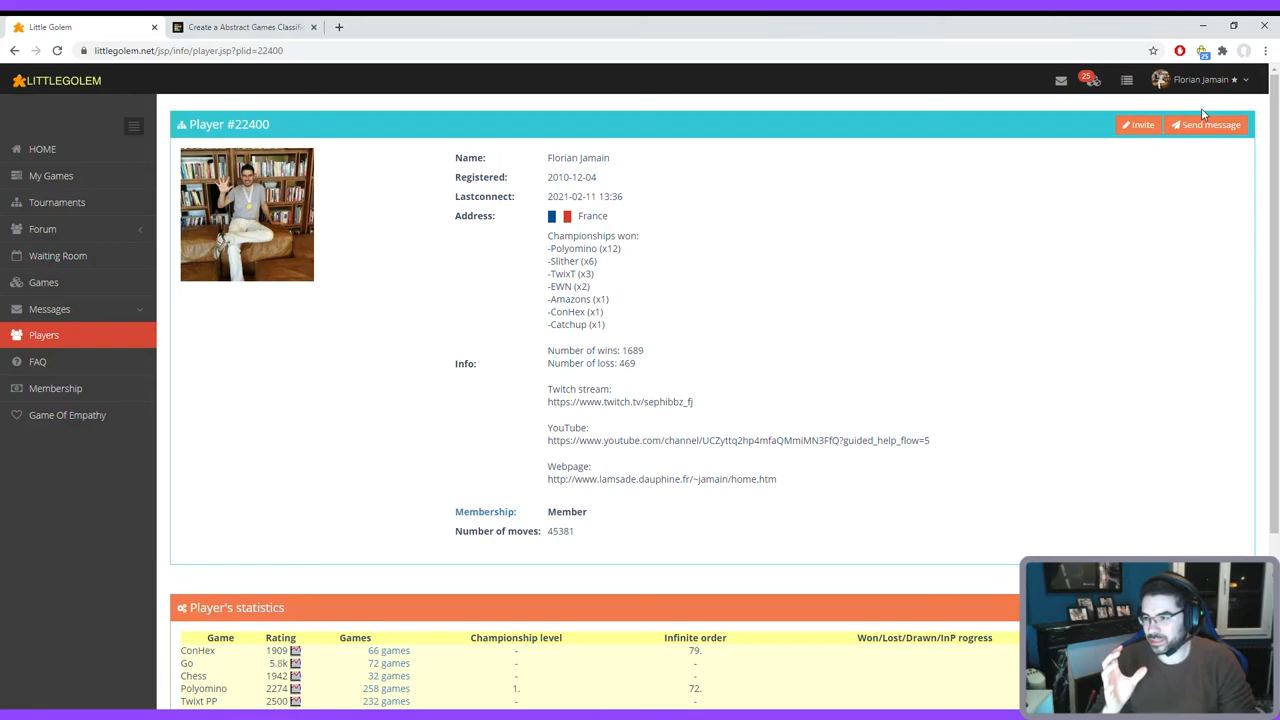 Little Golem
Create a Abstract Games Classifi
littlegolem.net/jsp/info/player.jsp?plid=22400
25
LITTLEGOLEM
25
Florian Jamain
Player #22400
Invite
Send message
HOME
My Games
Tournaments
Forum
Waiting Room
Games
Messages
Players
FAQ
Membership
Game Of Empathy
Name: Florian Jamain
Registered: 2010-12-04
Lastconnect: 2021-02-11 13:36
Address: France
Info:
Championships won:
-Polyomino (x12)
-Slither (x6)
-TwixT (x3)
-EWN (x2)
-Amazons (x1)
-ConHex (x1)
-Catchup (x1)
Number of wins: 1689
Number of loss: 469
Twitch stream:
https://www.twitch.tv/sephibbz_fj
YouTube:
https://www.youtube.com/channel/UCZyttq2hp4mfaQMmiMN3FfQ?guided_help_flow=5
Webpage:
http://www.lamsade.dauphine.fr/~jamain/home.htm
Membership: Member
Number of moves: 45381
Player's statistics
Game Rating Games Championship level Infinite order Won/Lost/Drawn/InP rogress
ConHex 1909 66 games - 79.
Go 5.8k 72 games - -
Chess 1942 32 games - -
Polyomino 2274 258 games 1. 72.
Twixt PP 2500 232 games - -